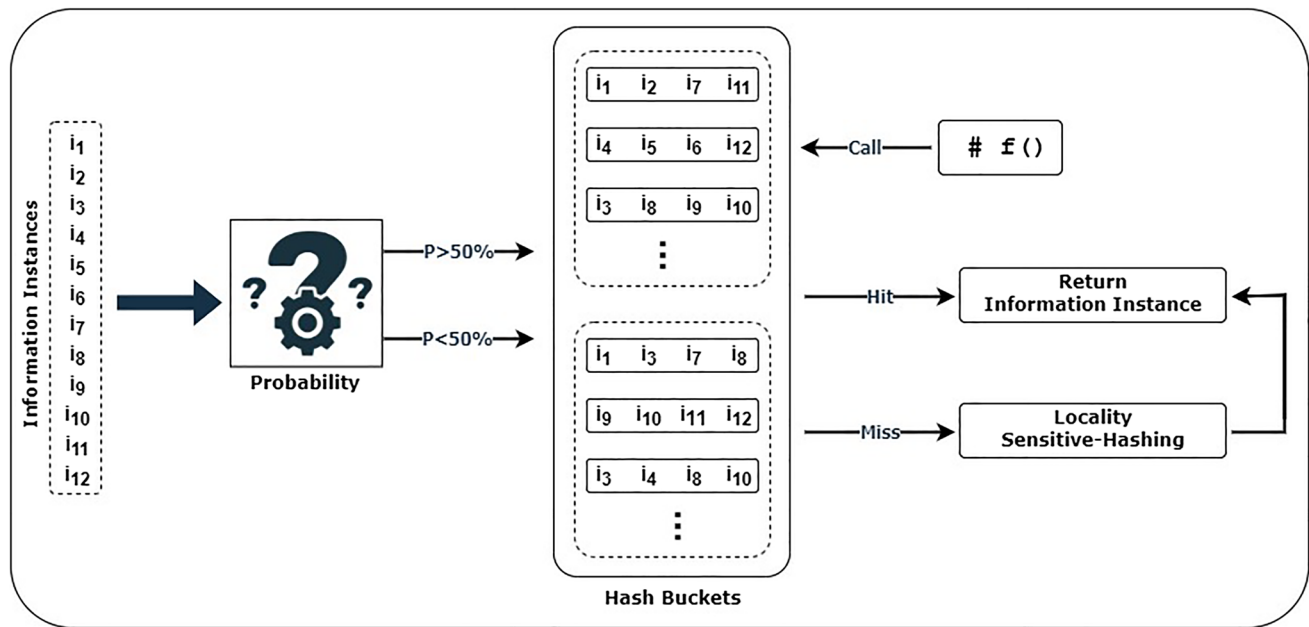 Information Instances
i1
i2
i3
i4
i5
i6
i7
i8
i9
i10
i11
i12
? ? ?
Probability
P>50%
P<50%
i1 i2 i7 i11
i4 i5 i6 i12
i3 i8 i9 i10
⋮
i1 i3 i7 i8
i9 i10 i11 i12
i3 i4 i8 i10
⋮
Hash Buckets
Call
# f()
Hit
Return
Information Instance
Miss
Locality
Sensitive-Hashing